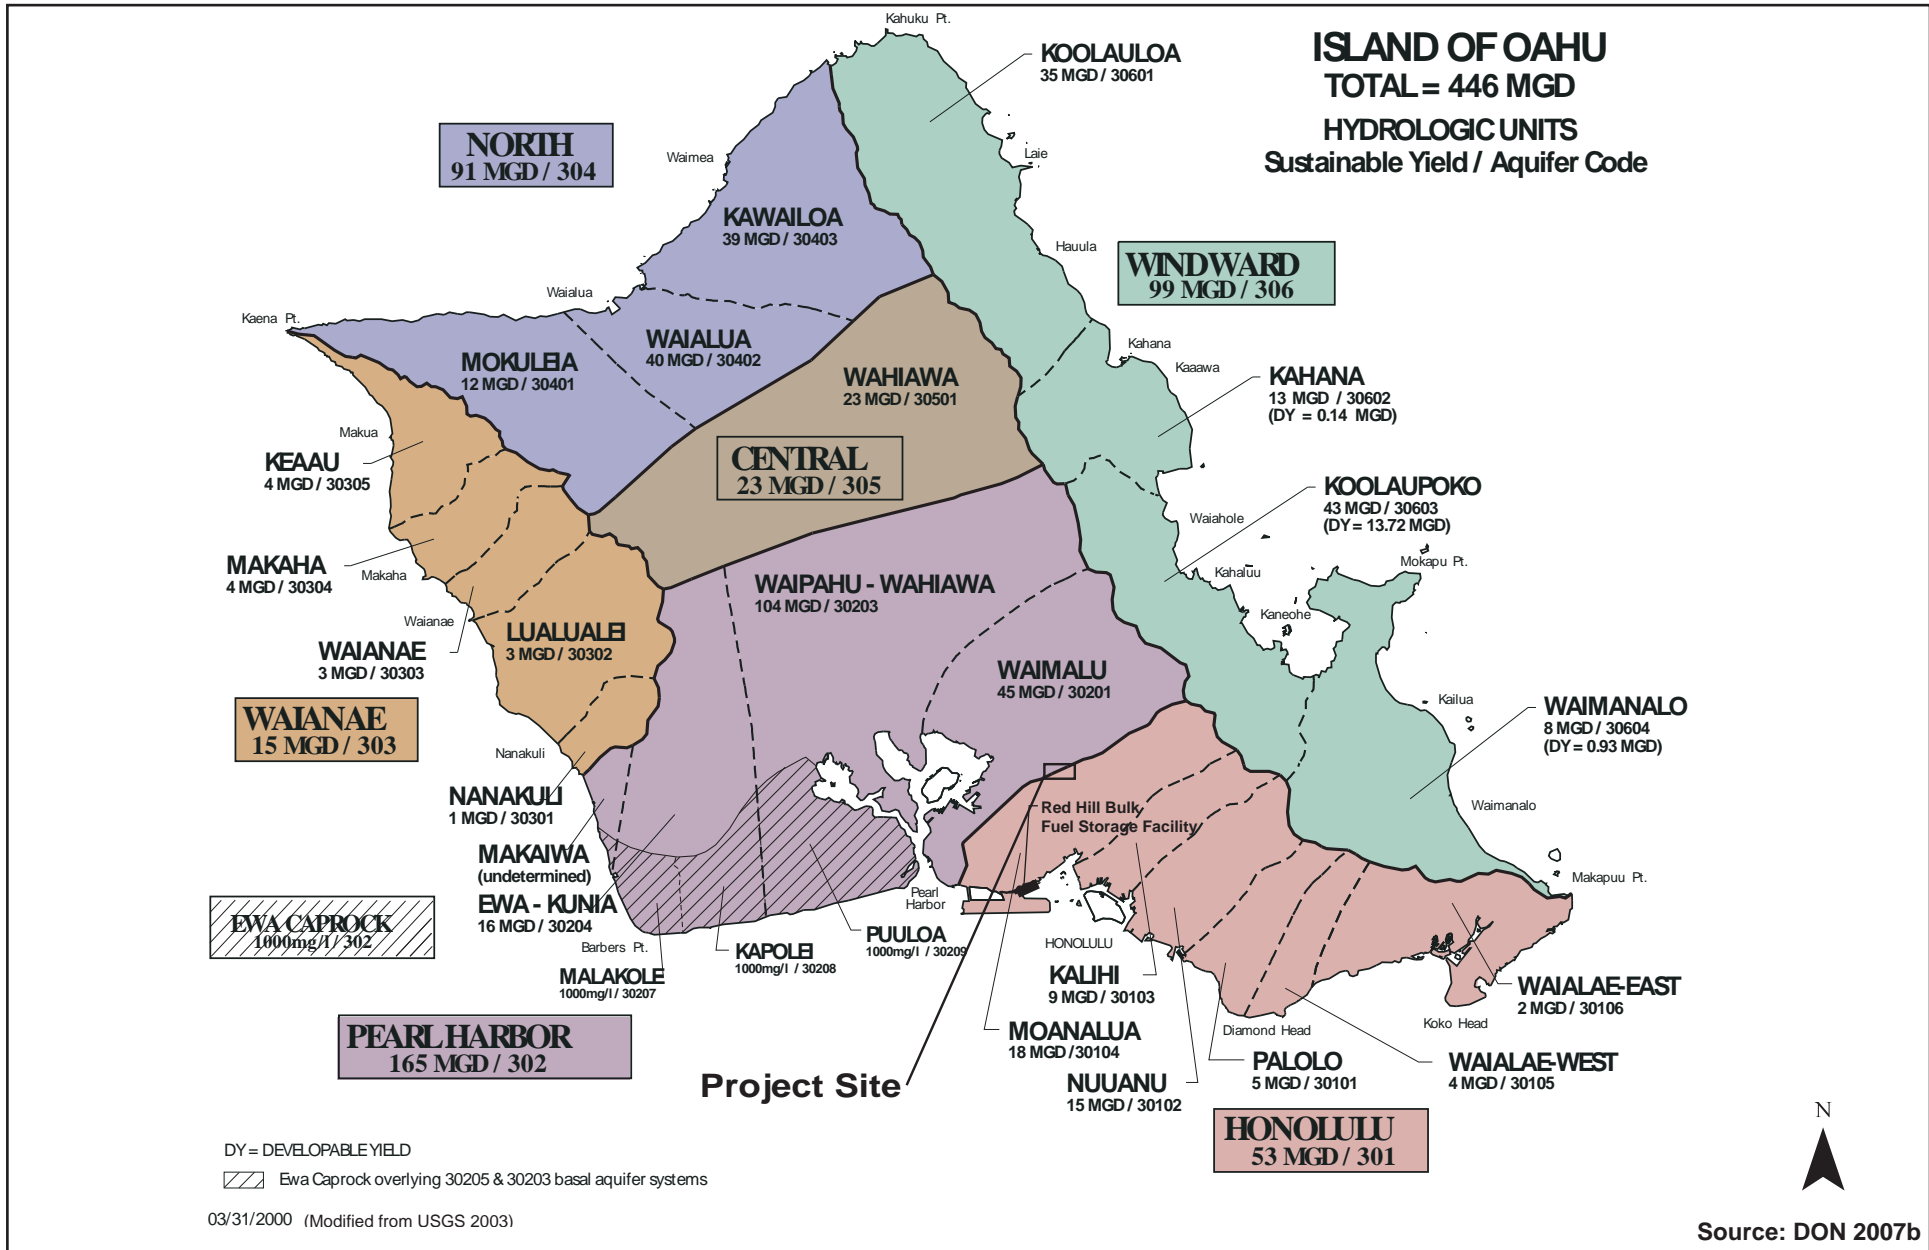 Kahuku Pt.
KOOLAULOA
35 MGD / 30601
ISLAND OF OAHU
TOTAL = 446 MGD
HYDROLOGIC UNITS
Sustainable Yield / Aquifer Code
NORTH
91 MGD / 304
Waimea
Laie
KAWAILOA
39 MGD / 30403
Hauula
WINDWARD
99 MGD / 306
Waialua
Kaena Pt.
MOKULEIA
12 MGD / 30401
WAIALUA
40 MGD / 30402
WAHIAWA
23 MGD / 30501
Kahana
Kaaawa
KAHANA
13 MGD / 30602
(DY = 0.14 MGD)
Makua
KEAAU
4 MGD / 30305
CENTRAL
23 MGD / 305
KOOLAUPOKO
43 MGD / 30603
(DY = 13.72 MGD)
Waiahole
MAKAHA
4 MGD / 30304
Makaha
WAIPAHU - WAHIAWA
104 MGD / 30203
Kahaluu
Mokapu Pt.
Kaneohe
Waianae
WAIANAE
3 MGD / 30303
LUALUALEI
3 MGD / 30302
WAIMALU
45 MGD / 30201
Kailua
WAIMANALO
8 MGD / 30604
(DY = 0.93 MGD)
WAIANAE
15 MGD / 303
Nanakuli
NANAKULI
1 MGD / 30301
Red Hill Bulk
Fuel Storage Facility
Waimanalo
MAKAIWA
(undetermined)
Makapuu Pt.
EWA CAPROCK
1000mg/l / 302
EWA - KUNIA
16 MGD / 30204
Pearl
Harbor
Barbers Pt.
MALAKOLE
1000mg/l / 30207
KAPOLEI
1000mg/l / 30208
PUULOA
1000mg/l / 30209
HONOLULU
KALIHI
9 MGD / 30103
WAIALAE-EAST
2 MGD / 30106
PEARL HARBOR
165 MGD / 302
MOANALUA
18 MGD /30104
Diamond Head
Koko Head
Project Site
NUUANU
15 MGD / 30102
PALOLO
5 MGD / 30101
WAIALAE-WEST
4 MGD / 30105
HONOLULU
53 MGD / 301
N
DY = DEVELOPABLE YIELD
Ewa Caprock overlying 30205 & 30203 basal aquifer systems
03/31/2000 (Modified from USGS 2003)
Source: DON 2007b